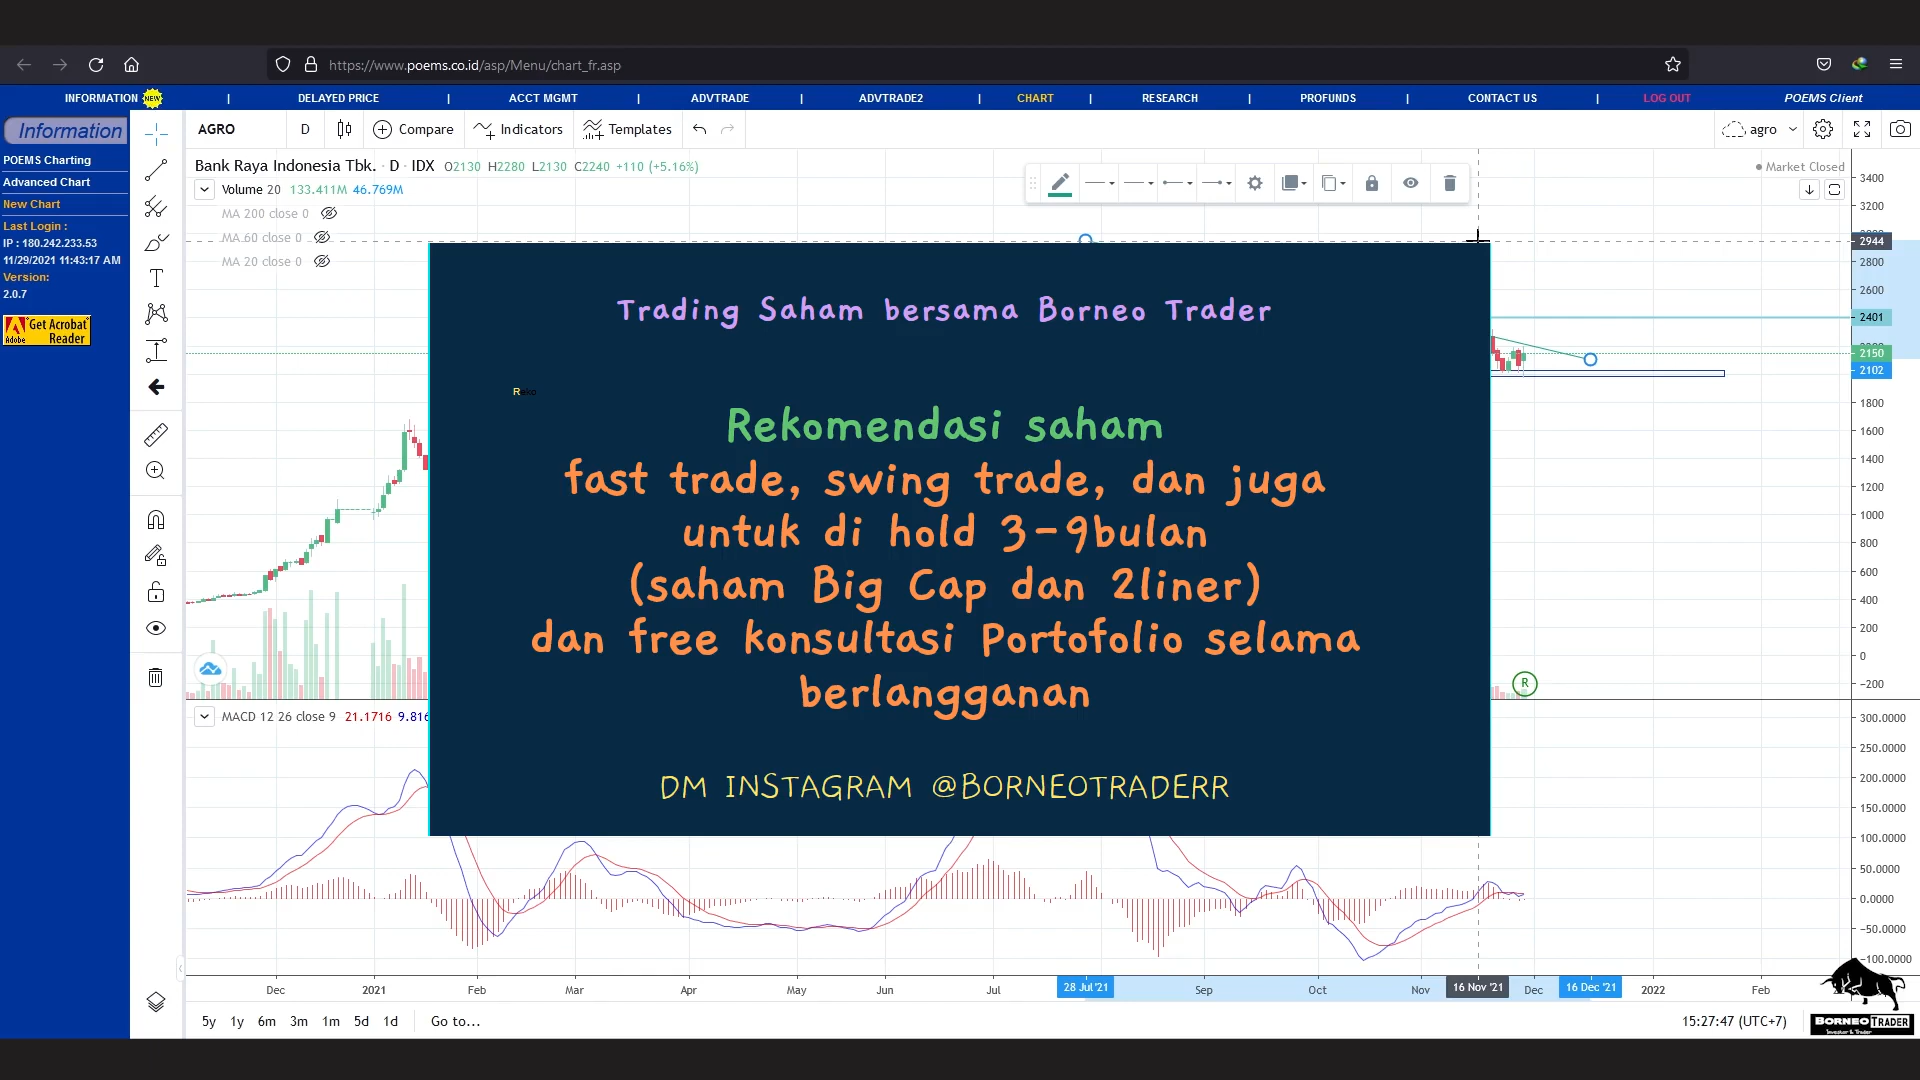 https://www.poems.co.id/asp/Menu/chart_fr.asp
INFORMATION NEW | DELAYED PRICE | ACCT MGMT | ADVTRADE | ADVTRADE2 | CHART | RESEARCH | PROFUNDS | CONTACT US | LOG OUT POEMS Client
Information
POEMS Charting
Advanced Chart
New Chart
Last Login :
IP : 180.242.233.53
11/29/2021 11:43:17 AM
Version:
2.0.7
Get Acrobat
Adobe Reader
AGRO D Compare Indicators Templates agro
Bank Raya Indonesia Tbk. · D · IDX O2130 H2280 L2130 C2240 +110 (+5.16%)
Market Closed
Volume 20 133.411M 46.769M
MA 200 close 0
MA 60 close 0
MA 20 close 0
Trading Saham bersama Borneo Trader
Reko
Rekomendasi saham
fast trade, swing trade, dan juga
untuk di hold 3-9bulan
(saham Big Cap dan 2liner)
dan free konsultasi Portofolio selama
berlangganan
DM INSTAGRAM @BORNEOTRADERR
3400
3200
2944
2800
2600
2401
2150
2102
1800
1600
1400
1200
1000
800
600
400
200
0
−200
R
MACD 12 26 close 9 21.1716 9.816
300.0000
250.0000
200.0000
150.0000
100.0000
50.0000
0.0000
−50.0000
−100.0000
Dec 2021 Feb Mar Apr May Jun Jul 28 Jul '21 Sep Oct Nov 16 Nov '21 Dec 16 Dec '21 2022 Feb
5y 1y 6m 3m 1m 5d 1d Go to...
15:27:47 (UTC+7)
BORNEO TRADER
Investor & Trader